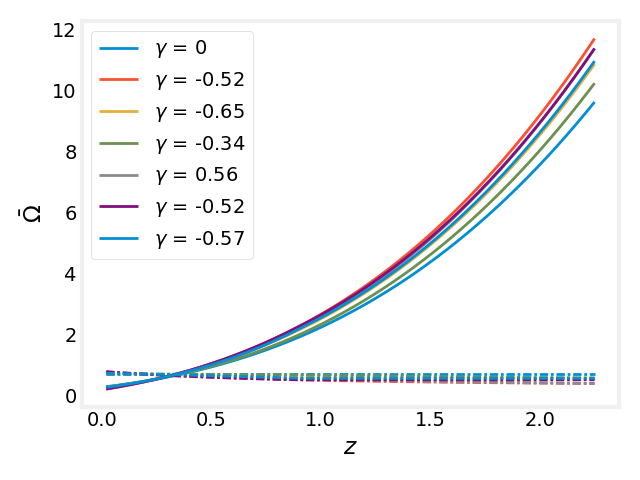 γ = 0
γ = -0.52
γ = -0.65
γ = -0.34
γ = 0.56
γ = -0.52
γ = -0.57
12
10
8
6
4
2
0
Ω̄
0.0 0.5 1.0 1.5 2.0
z